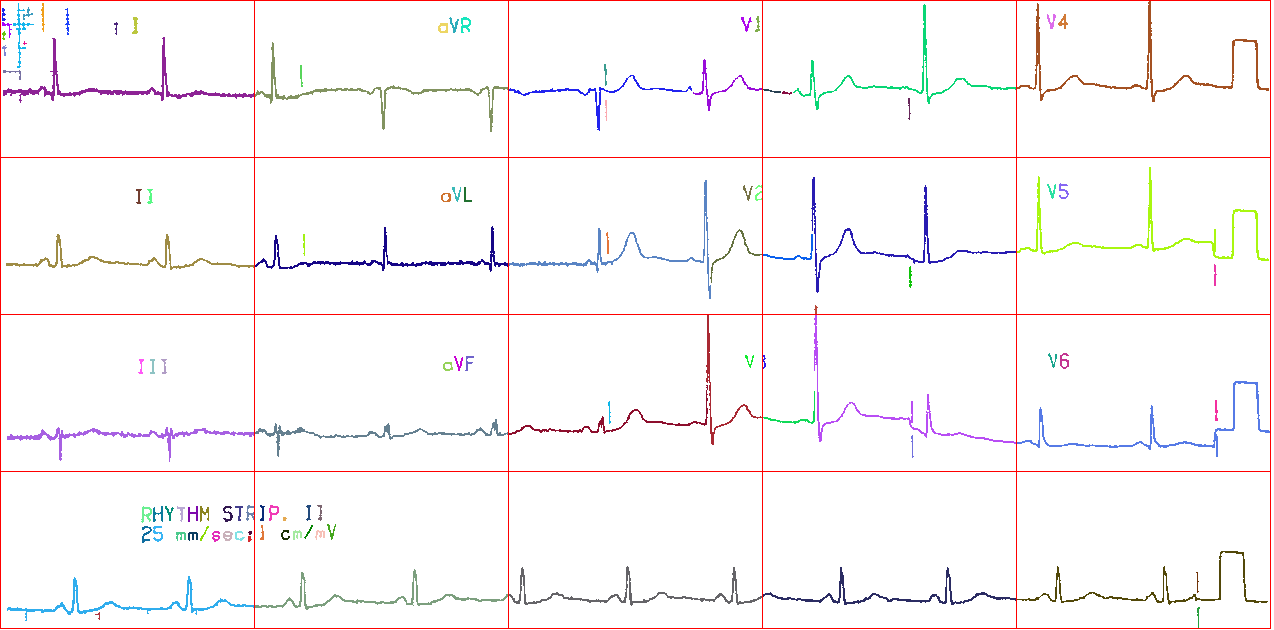 I aVR V1 V4
II aVL V2 V5
III aVF V3 V6
RHYTHM STRIP. II
25 mm/sec; 1 cm/mV